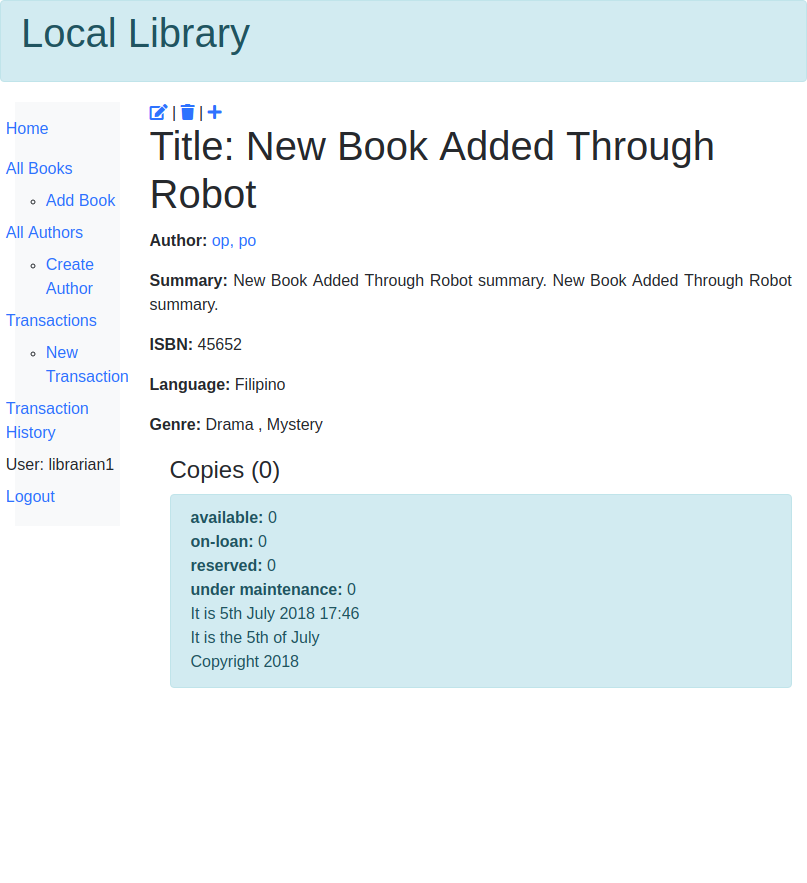 Local Library
Home
All Books
Add Book
All Authors
Create
Author
Transactions
New
Transaction
Transaction
History
User: librarian1
Logout
| |
Title: New Book Added Through
Robot
Author: op, po
Summary: New Book Added Through Robot summary. New Book Added Through Robot
summary.
ISBN: 45652
Language: Filipino
Genre: Drama , Mystery
Copies (0)
available: 0
on-loan: 0
reserved: 0
under maintenance: 0
It is 5th July 2018 17:46
It is the 5th of July
Copyright 2018